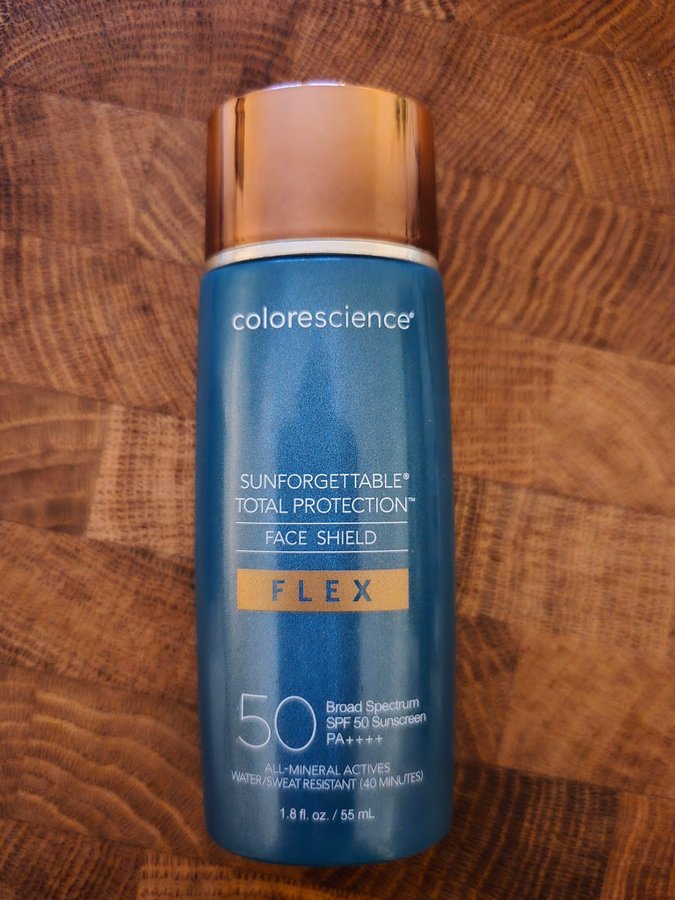 colorescience®
SUNFORGETTABLE®
TOTAL PROTECTION™
FACE SHIELD
FLEX
50
Broad Spectrum
SPF 50 Sunscreen
PA++++
ALL-MINERAL ACTIVES
WATER/SWEAT RESISTANT (40 MINUTES)
1.8 fl. oz. / 55 mL